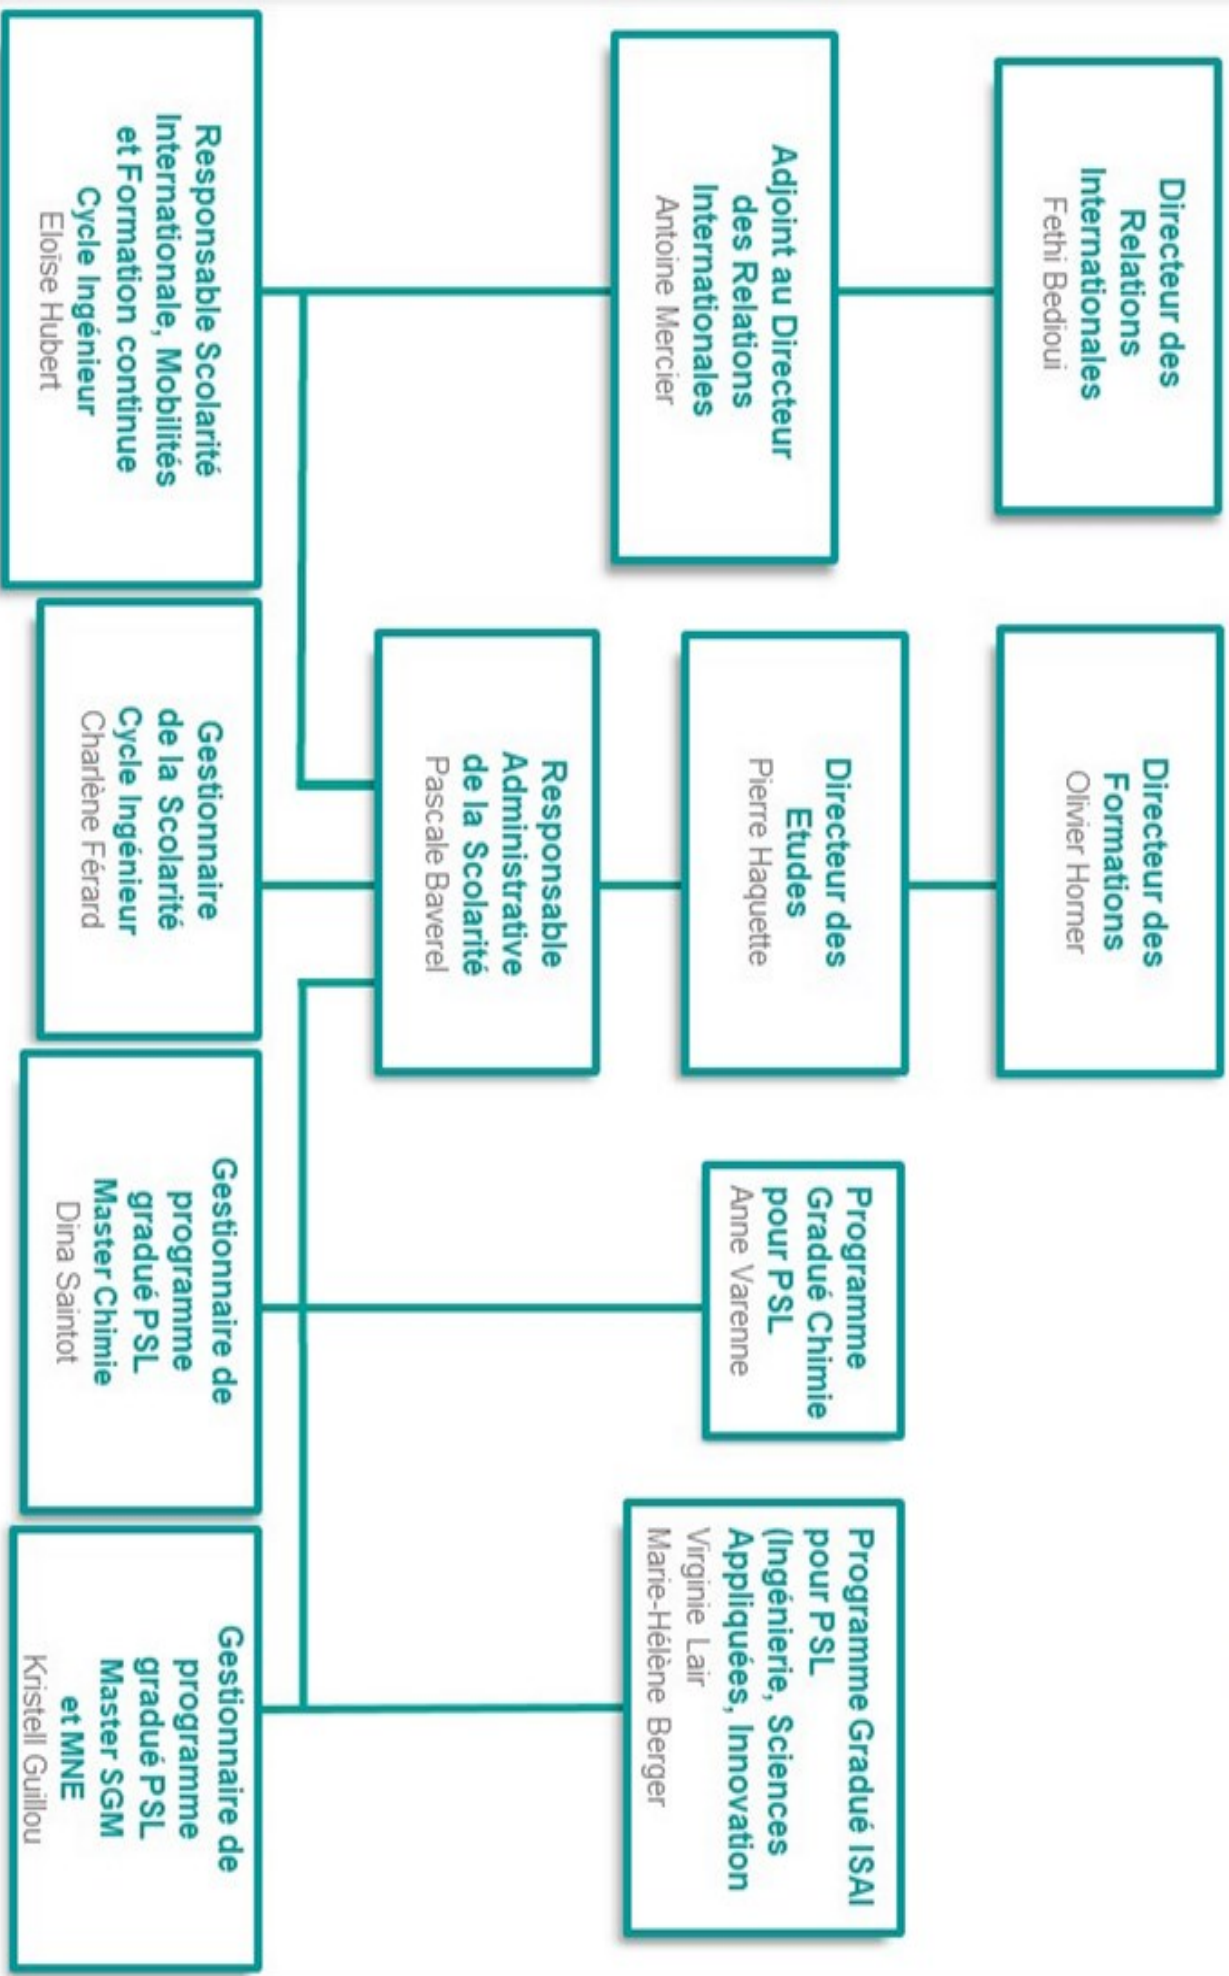 Directeur des
Relations
Internationales
Fethi Bedioui
Directeur des
Formations
Olivier Horner
Adjoint au Directeur
des Relations
Internationales
Antoine Mercier
Directeur des
Etudes
Pierre Haquette
Programme
Gradué Chimie
pour PSL
Anne Varenne
Programme Gradué ISAI
pour PSL
(Ingénierie, Sciences
Appliquées, Innovation
Virginie Lair
Marie-Hélène Berger
Responsable
Administrative
de la Scolarité
Pascale Baverel
Responsable Scolarité
Internationale, Mobilités
et Formation continue
Cycle Ingénieur
Eloïse Hubert
Gestionnaire
de la Scolarité
Cycle Ingénieur
Charlène Férard
Gestionnaire de
programme
gradué PSL
Master Chimie
Dina Saintot
Gestionnaire de
programme
gradué PSL
Master SGM
et MNE
Kristell Guillou